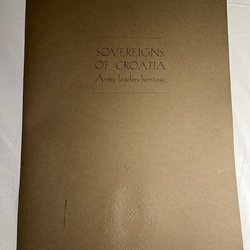 SOVEREIGNS
OF CROATIA
Army leaders heritage